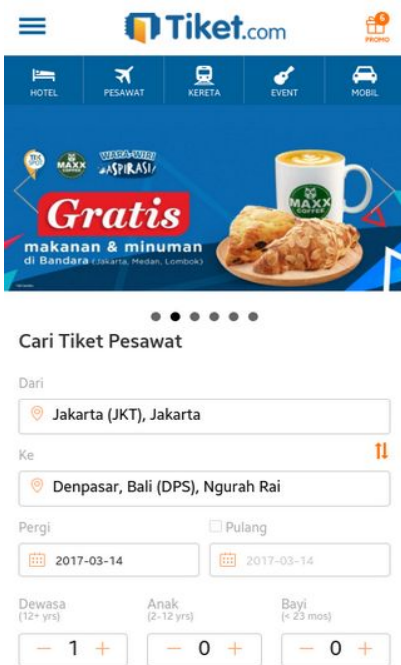 Tiket.com
6
PROMO
HOTEL PESAWAT KERETA EVENT MOBIL
MAXX COFFEE
WARA-WIRI
ASPIRASI
Gratis
makanan & minuman
di Bandara (Jakarta, Medan, Lombok)
MAXX
COFFEE
Cari Tiket Pesawat
Dari
Jakarta (JKT), Jakarta
Ke
Denpasar, Bali (DPS), Ngurah Rai
Pergi Pulang
2017-03-14 2017-03-14
Dewasa Anak Bayi
(12+ yrs) (2-12 yrs) (< 23 mos)
− 1 + − 0 + − 0 +